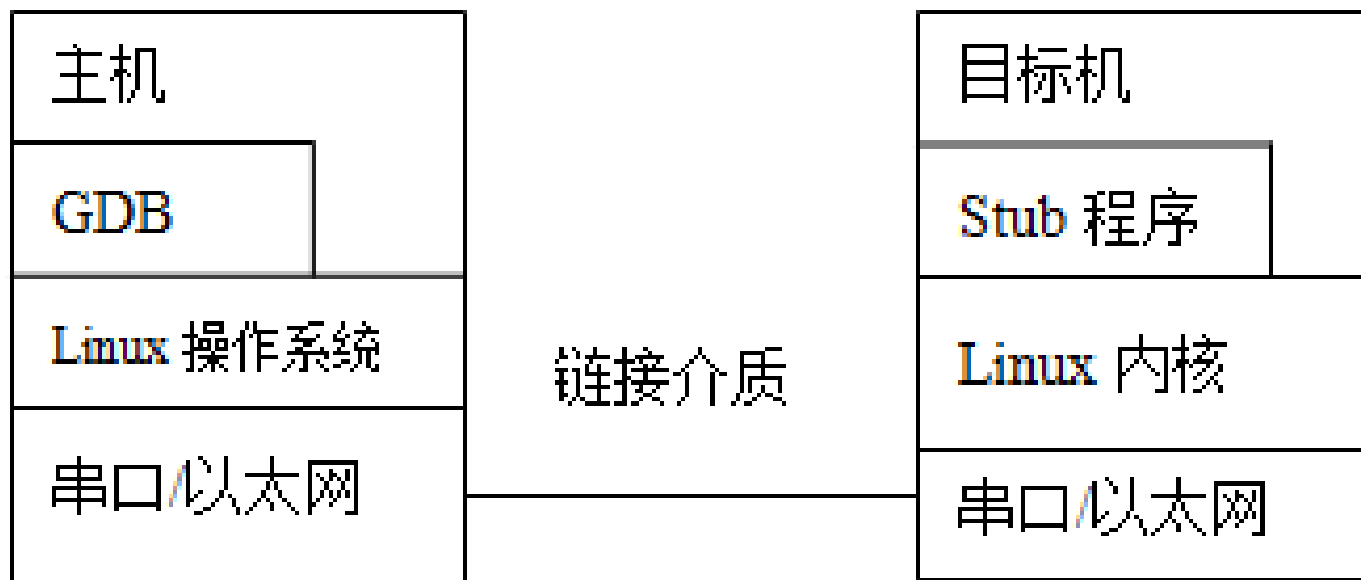 主机
GDB
Linux 操作系统
串口/以太网
链接介质
目标机
Stub 程序
Linux 内核
串口/以太网